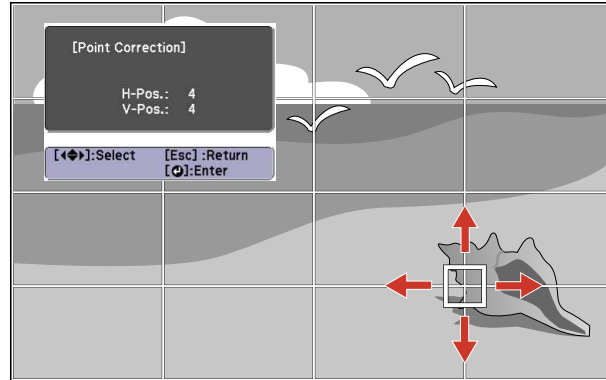 [Point Correction]
H-Pos.: 4
V-Pos.: 4
[◀◆▶]:Select [Esc] :Return
[↵]:Enter